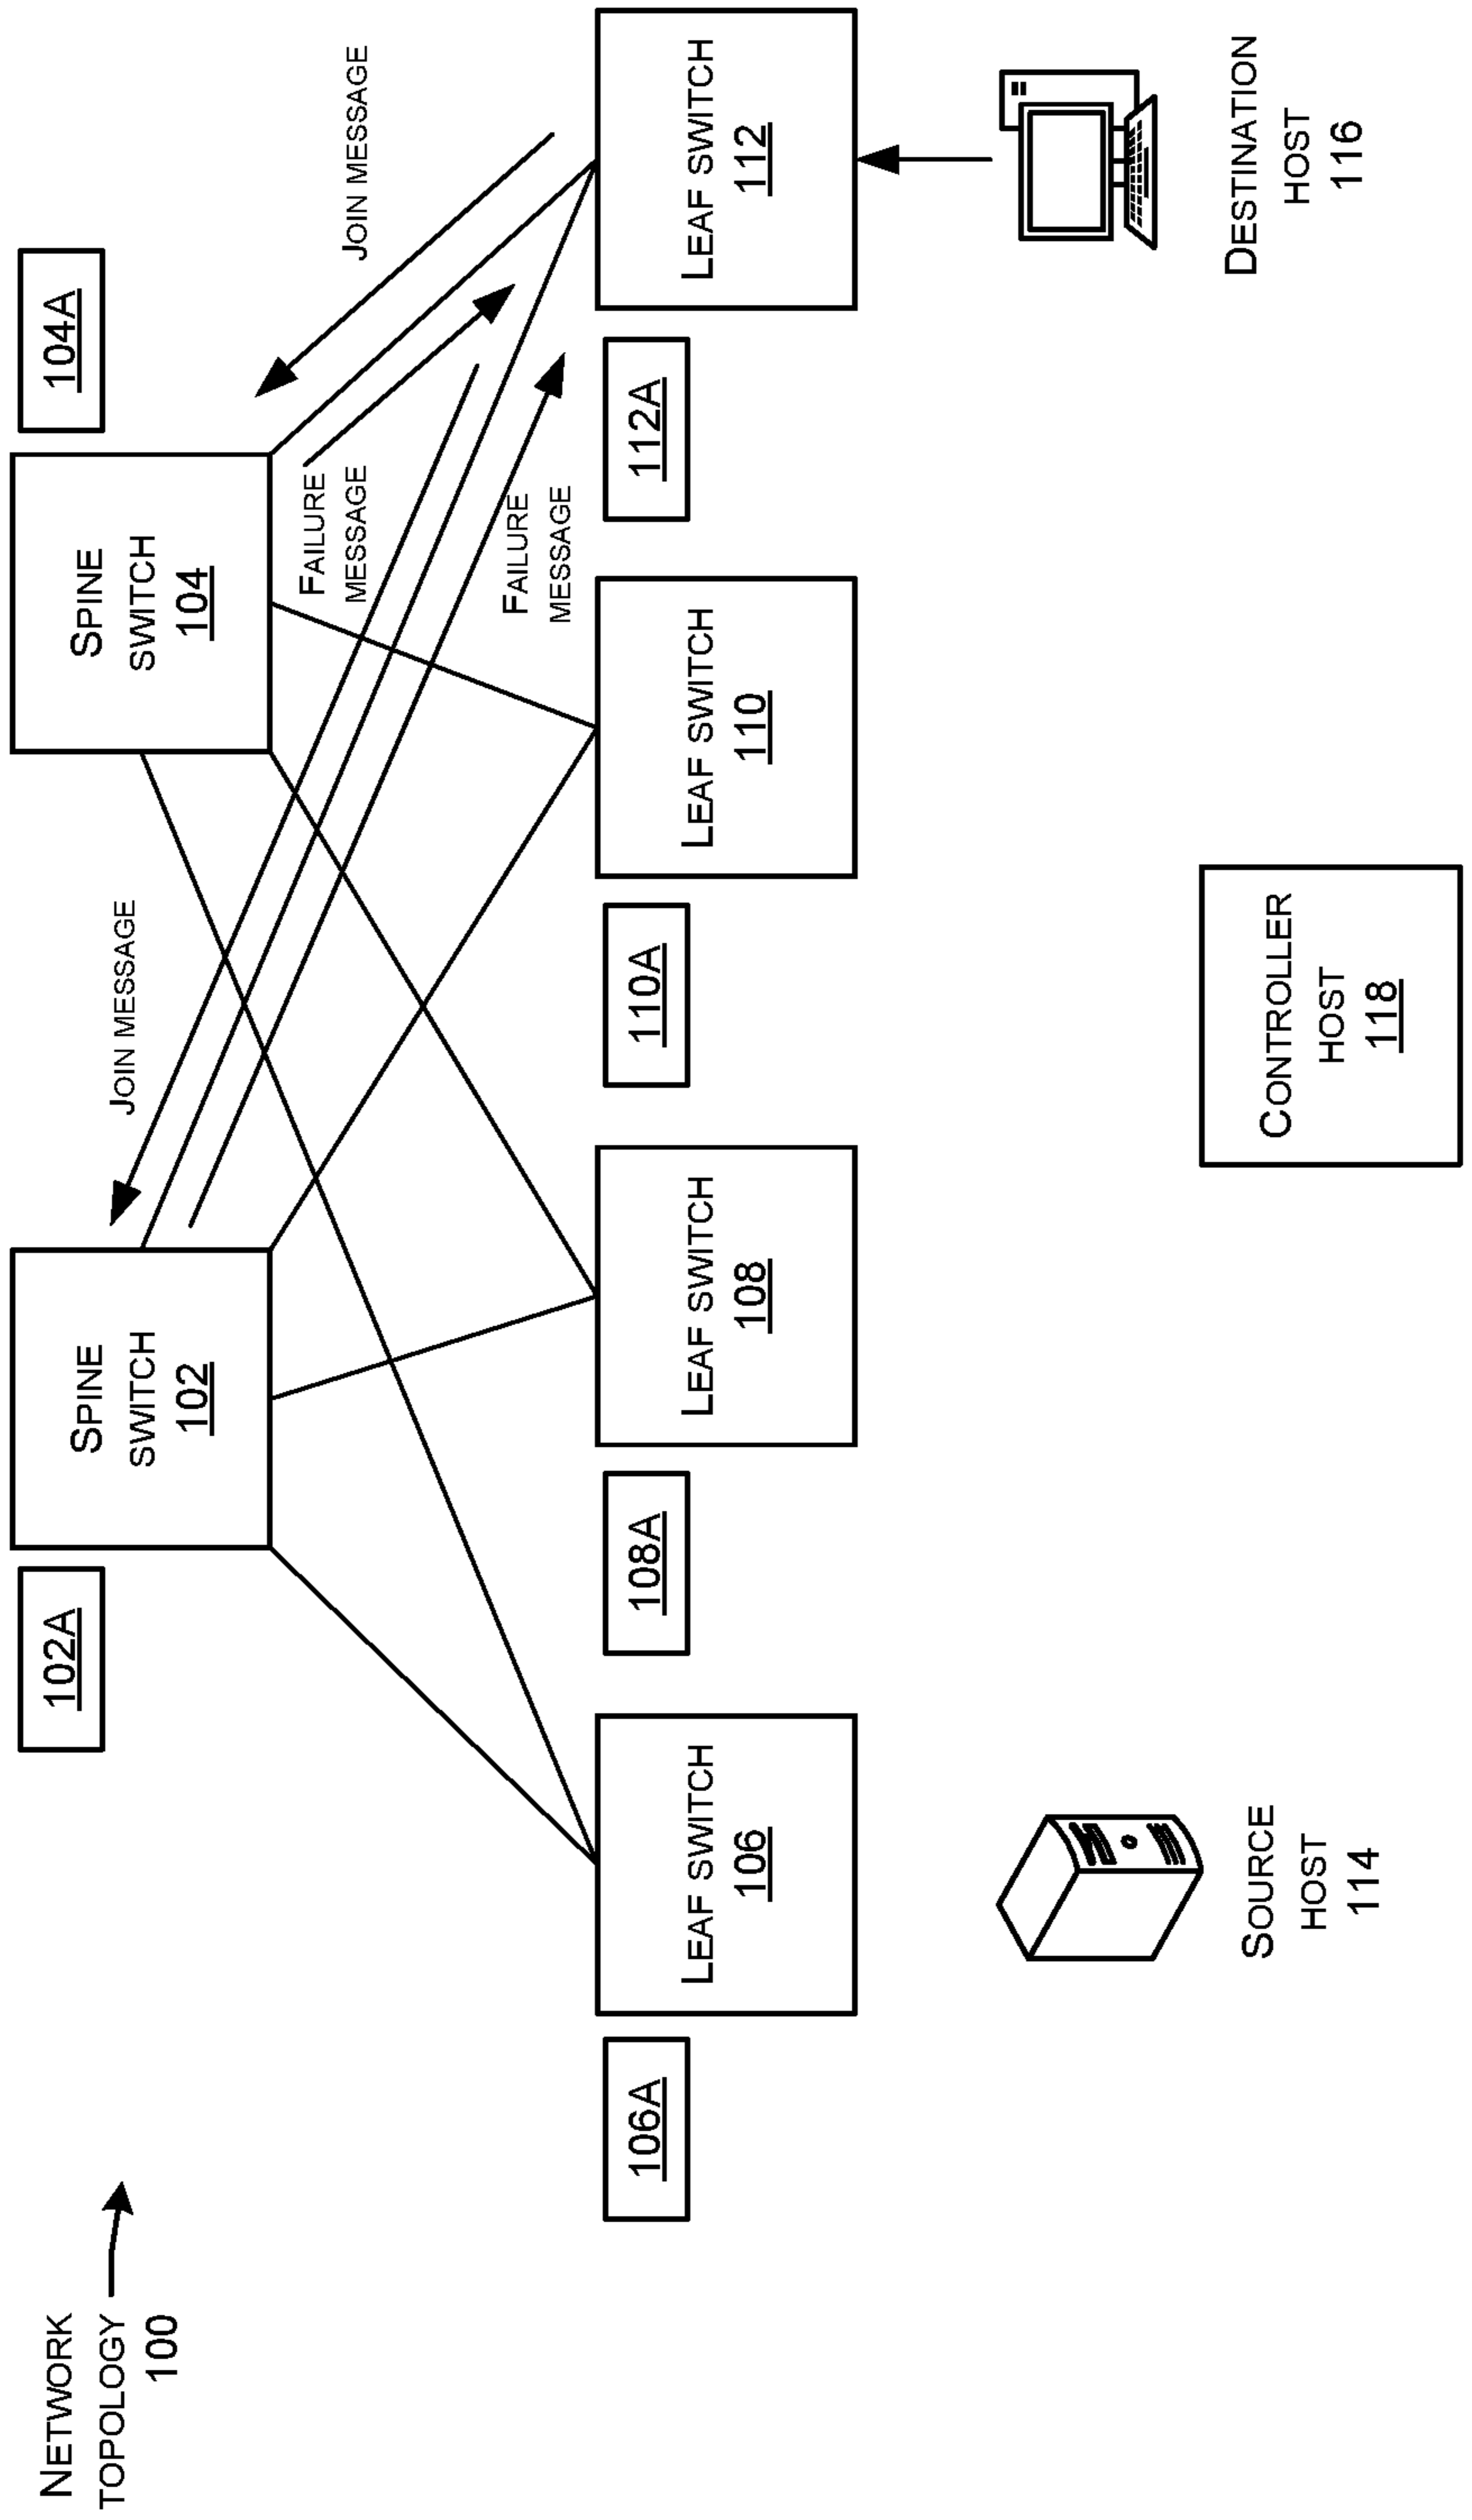 NETWORK
TOPOLOGY
100
102A
SPINE
SWITCH
102
JOIN MESSAGE
SPINE
SWITCH
104
104A
JOIN MESSAGE
FAILURE
MESSAGE
FAILURE
MESSAGE
106A
LEAF SWITCH
106
108A
LEAF SWITCH
108
110A
LEAF SWITCH
110
112A
LEAF SWITCH
112
SOURCE
HOST
114
CONTROLLER
HOST
118
DESTINATION
HOST
116